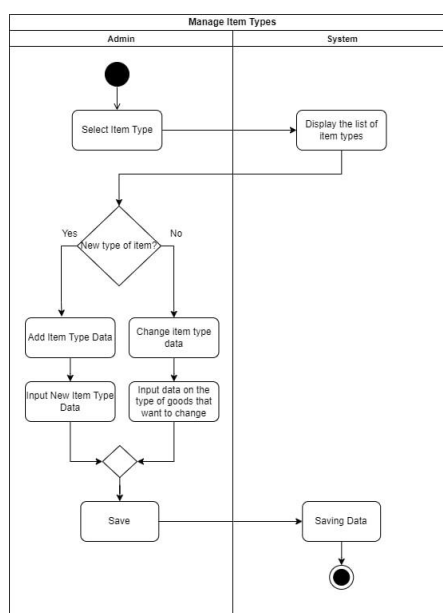 Manage Item Types
Admin
System
Select Item Type
Display the list of
item types
Yes
New type of item?
No
Add Item Type Data
Change item type
data
Input New Item Type
Data
Input data on the
type of goods that
want to change
Save
Saving Data